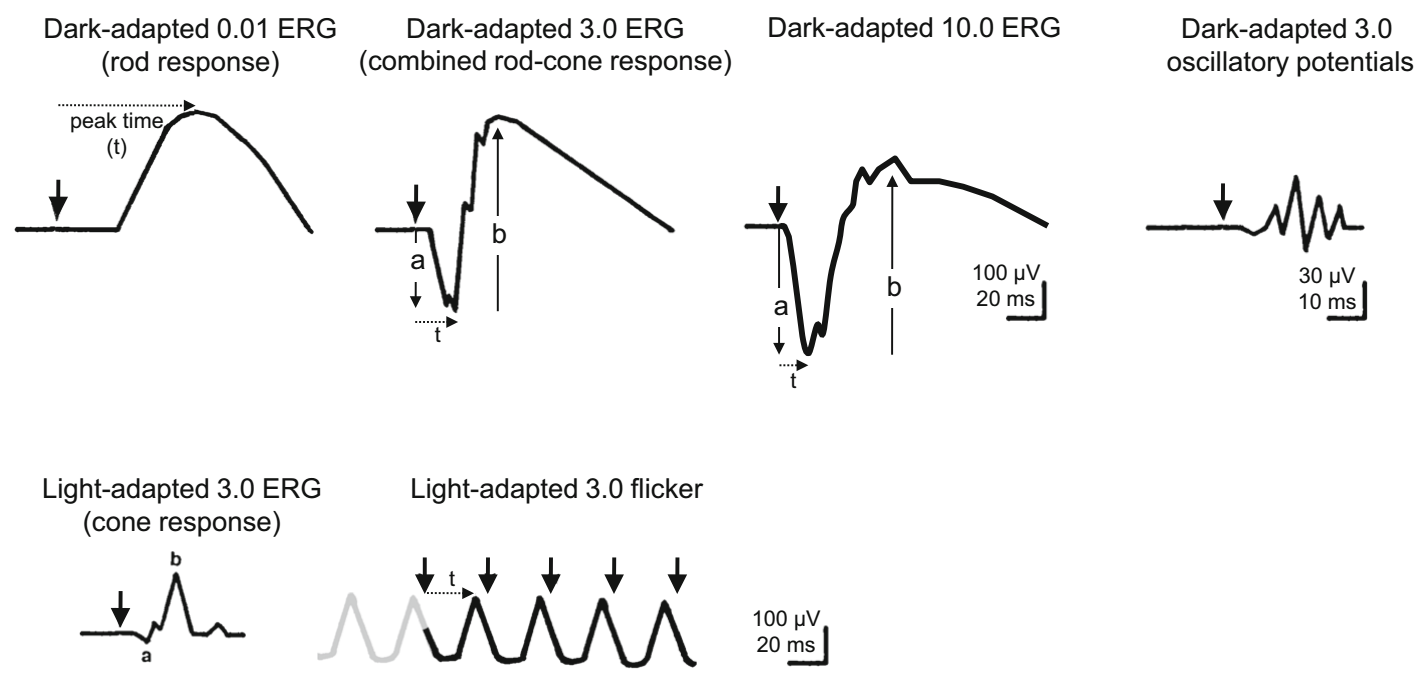 Dark-adapted 0.01 ERG
(rod response)
peak time
(t)
Dark-adapted 3.0 ERG
(combined rod-cone response)
a
b
t
Dark-adapted 10.0 ERG
a
b
t
100 µV
20 ms
Dark-adapted 3.0
oscillatory potentials
30 µV
10 ms
Light-adapted 3.0 ERG
(cone response)
b
a
Light-adapted 3.0 flicker
t
100 µV
20 ms